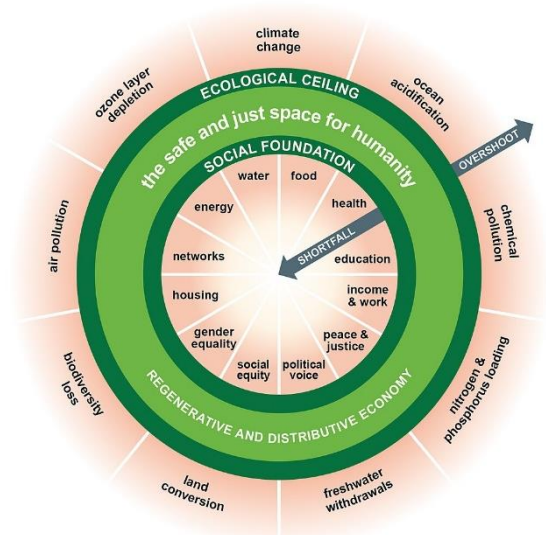 climate
change
ocean
acidification
chemical
pollution
nitrogen &
phosphorus loading
freshwater
withdrawals
land
conversion
biodiversity
loss
air pollution
ozone layer
depletion
OVERSHOOT
ECOLOGICAL CEILING
the safe and just space for humanity
SOCIAL FOUNDATION
water
food
health
SHORTFALL
education
income
& work
peace &
justice
political
voice
social
equity
gender
equality
housing
networks
energy
REGENERATIVE AND DISTRIBUTIVE ECONOMY